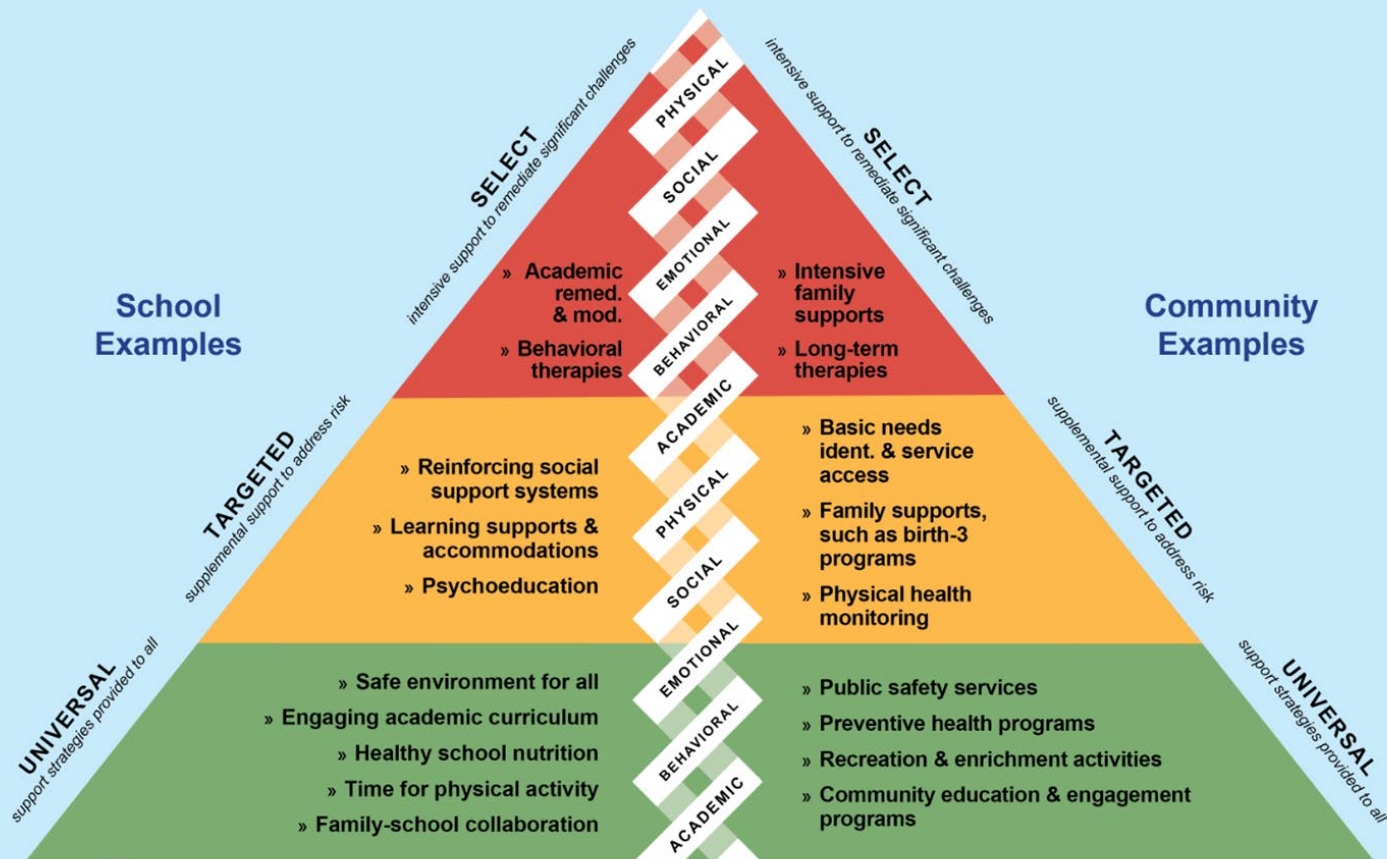 School
Examples
SELECT
intensive support to remediate significant challenges
» Academic
remed.
& mod.
» Behavioral
therapies
TARGETED
supplemental support to address risk
» Reinforcing social
support systems
» Learning supports &
accommodations
» Psychoeducation
UNIVERSAL
support strategies provided to all
» Safe environment for all
» Engaging academic curriculum
» Healthy school nutrition
» Time for physical activity
» Family-school collaboration
PHYSICAL
SOCIAL
EMOTIONAL
BEHAVIORAL
ACADEMIC
PHYSICAL
SOCIAL
EMOTIONAL
BEHAVIORAL
ACADEMIC
Community
Examples
SELECT
intensive support to remediate significant challenges
» Intensive
family
supports
» Long-term
therapies
TARGETED
supplemental support to address risk
» Basic needs
ident. & service
access
» Family supports,
such as birth-3
programs
» Physical health
monitoring
UNIVERSAL
support strategies provided to all
» Public safety services
» Preventive health programs
» Recreation & enrichment activities
» Community education & engagement
programs